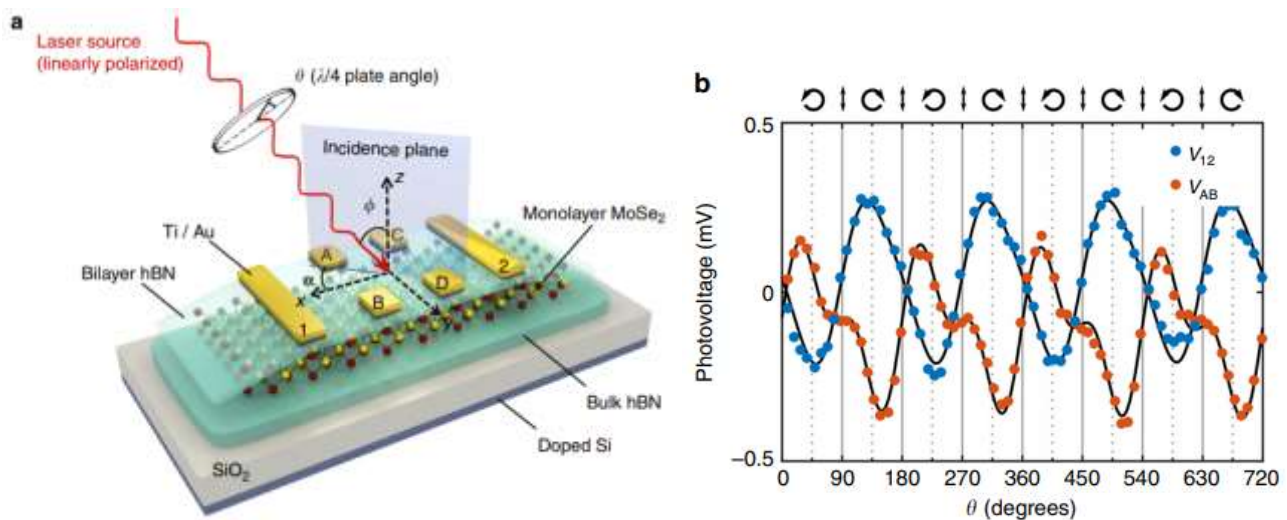 a
Laser source
(linearly polarized)
θ (λ/4 plate angle)
Incidence plane
z
ϕ
Monolayer MoSe2
Ti / Au
C
A
2
Bilayer hBN
α
D
x
B
1
Bulk hBN
Doped Si
SiO2
b
0.5
V12
VAB
Photovoltage (mV)
0
–0.5
0 90 180 270 360 450 540 630 720
θ (degrees)